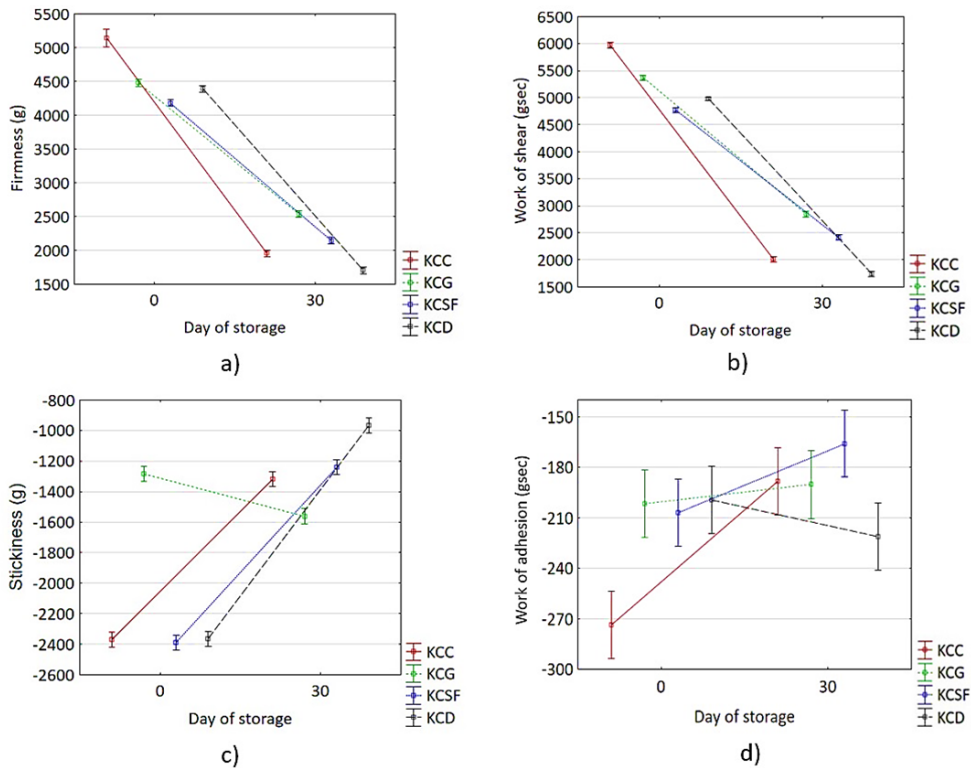 5500
5000
4500
4000
3500
3000
2500
2000
1500
Firmness (g)
0 30
Day of storage
KCC
KCG
KCSF
KCD
a)
6500
6000
5500
5000
4500
4000
3500
3000
2500
2000
1500
Work of shear (gsec)
0 30
Day of storage
KCC
KCG
KCSF
KCD
b)
-800
-1000
-1200
-1400
-1600
-1800
-2000
-2200
-2400
-2600
Stickiness (g)
0 30
Day of storage
KCC
KCG
KCSF
KCD
c)
-150
-180
-210
-240
-270
-300
Work of adhesion (gsec)
0 30
Day of storage
KCC
KCG
KCSF
KCD
d)